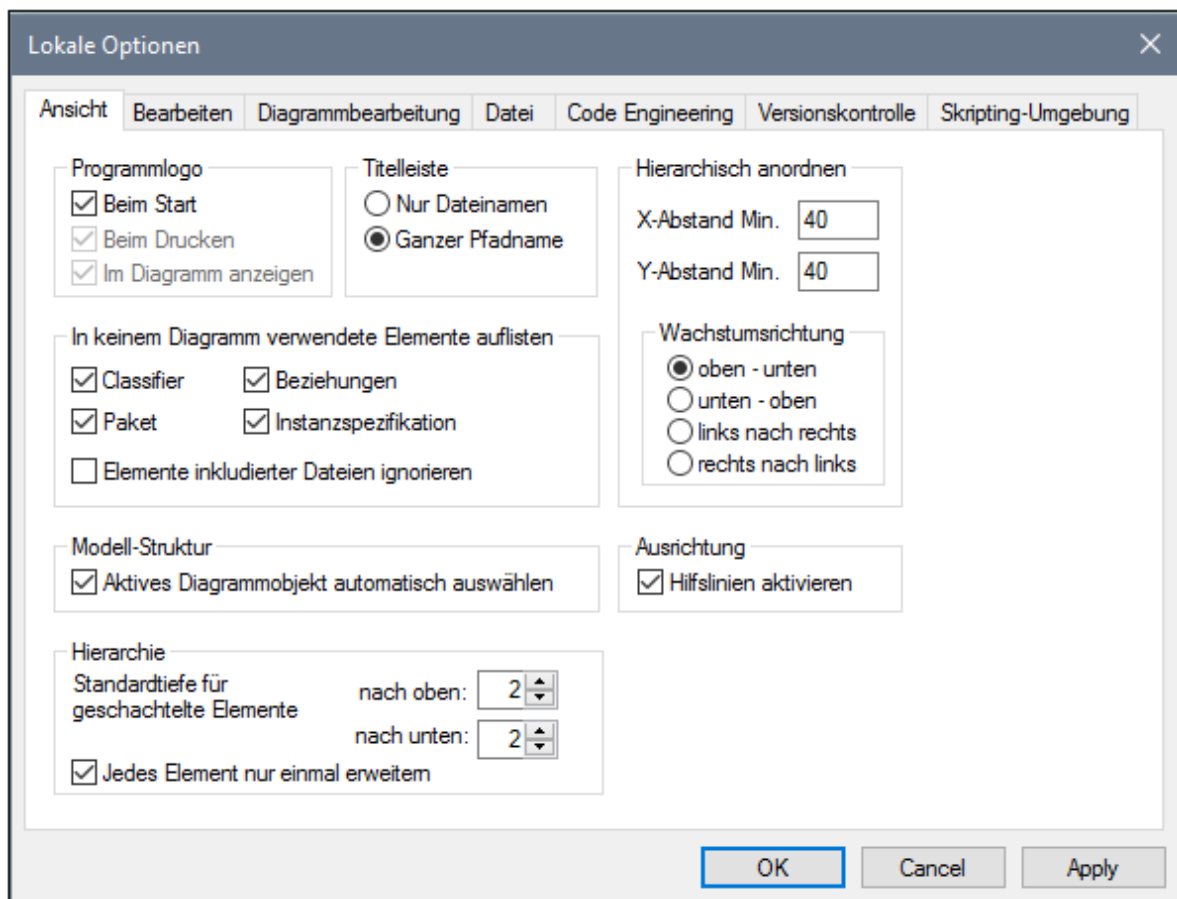 Lokale Optionen
Ansicht Bearbeiten Diagrammbearbeitung Datei Code Engineering Versionskontrolle Skripting-Umgebung
Programmlogo
Beim Start
Beim Drucken
Im Diagramm anzeigen
Titelleiste
Nur Dateinamen
Ganzer Pfadname
Hierarchisch anordnen
X-Abstand Min. 40
Y-Abstand Min. 40
Wachstumsrichtung
oben - unten
unten - oben
links nach rechts
rechts nach links
In keinem Diagramm verwendete Elemente auflisten
Classifier Beziehungen
Paket Instanzspezifikation
Elemente inkludierter Dateien ignorieren
Modell-Struktur
Aktives Diagrammobjekt automatisch auswählen
Ausrichtung
Hilfslinien aktivieren
Hierarchie
Standardtiefe für
geschachtelte Elemente
nach oben: 2
nach unten: 2
Jedes Element nur einmal erweitern
OK Cancel Apply